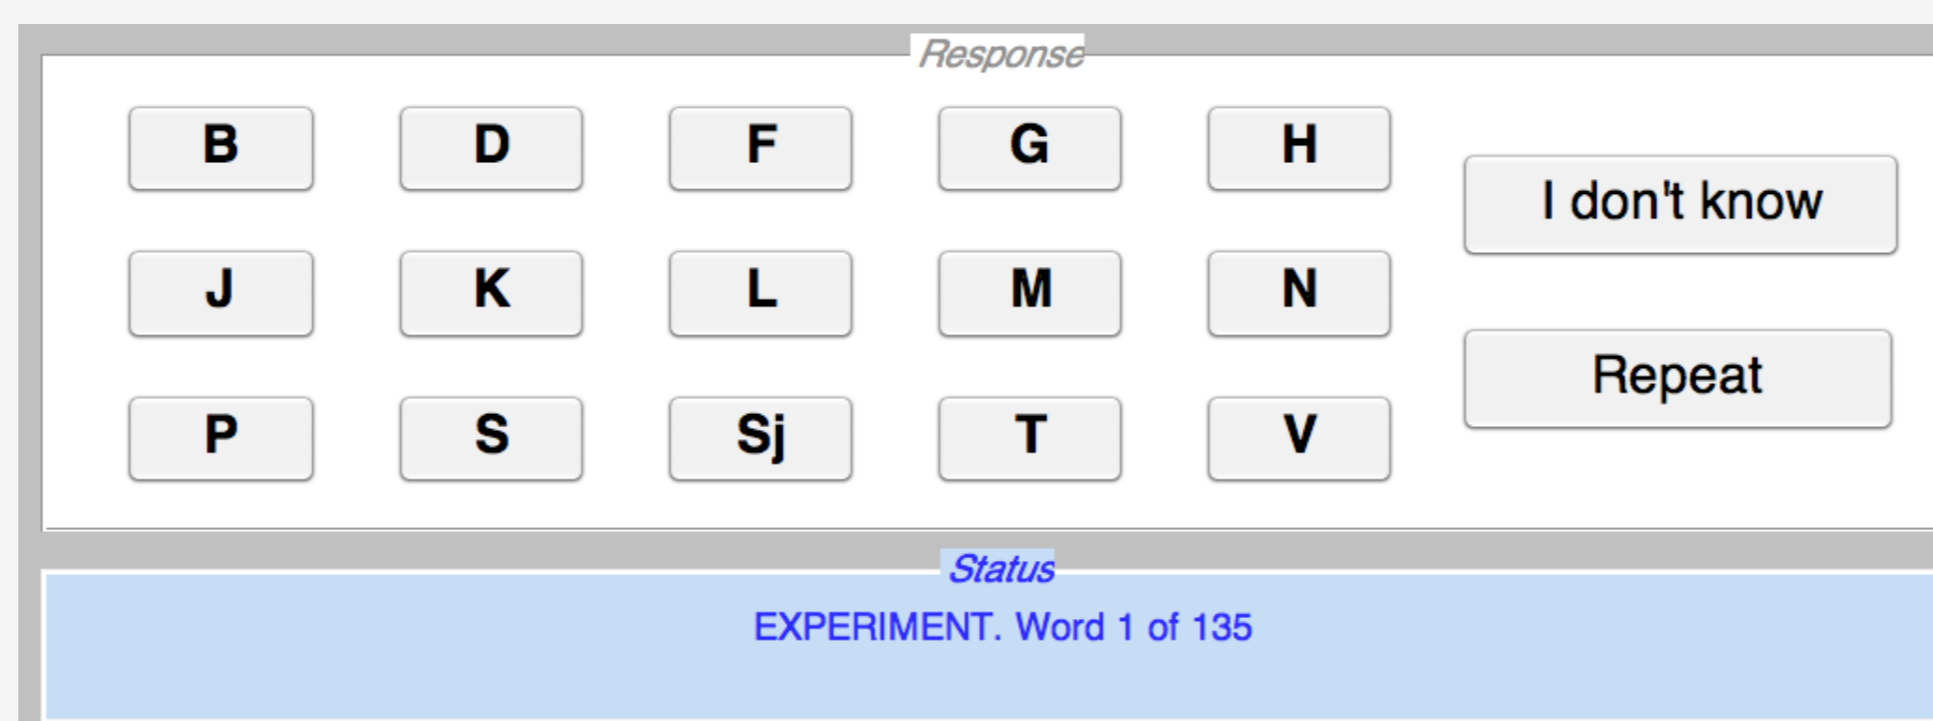 Response
B D F G H
I don't know
J K L M N
Repeat
P S Sj T V
Status
EXPERIMENT. Word 1 of 135